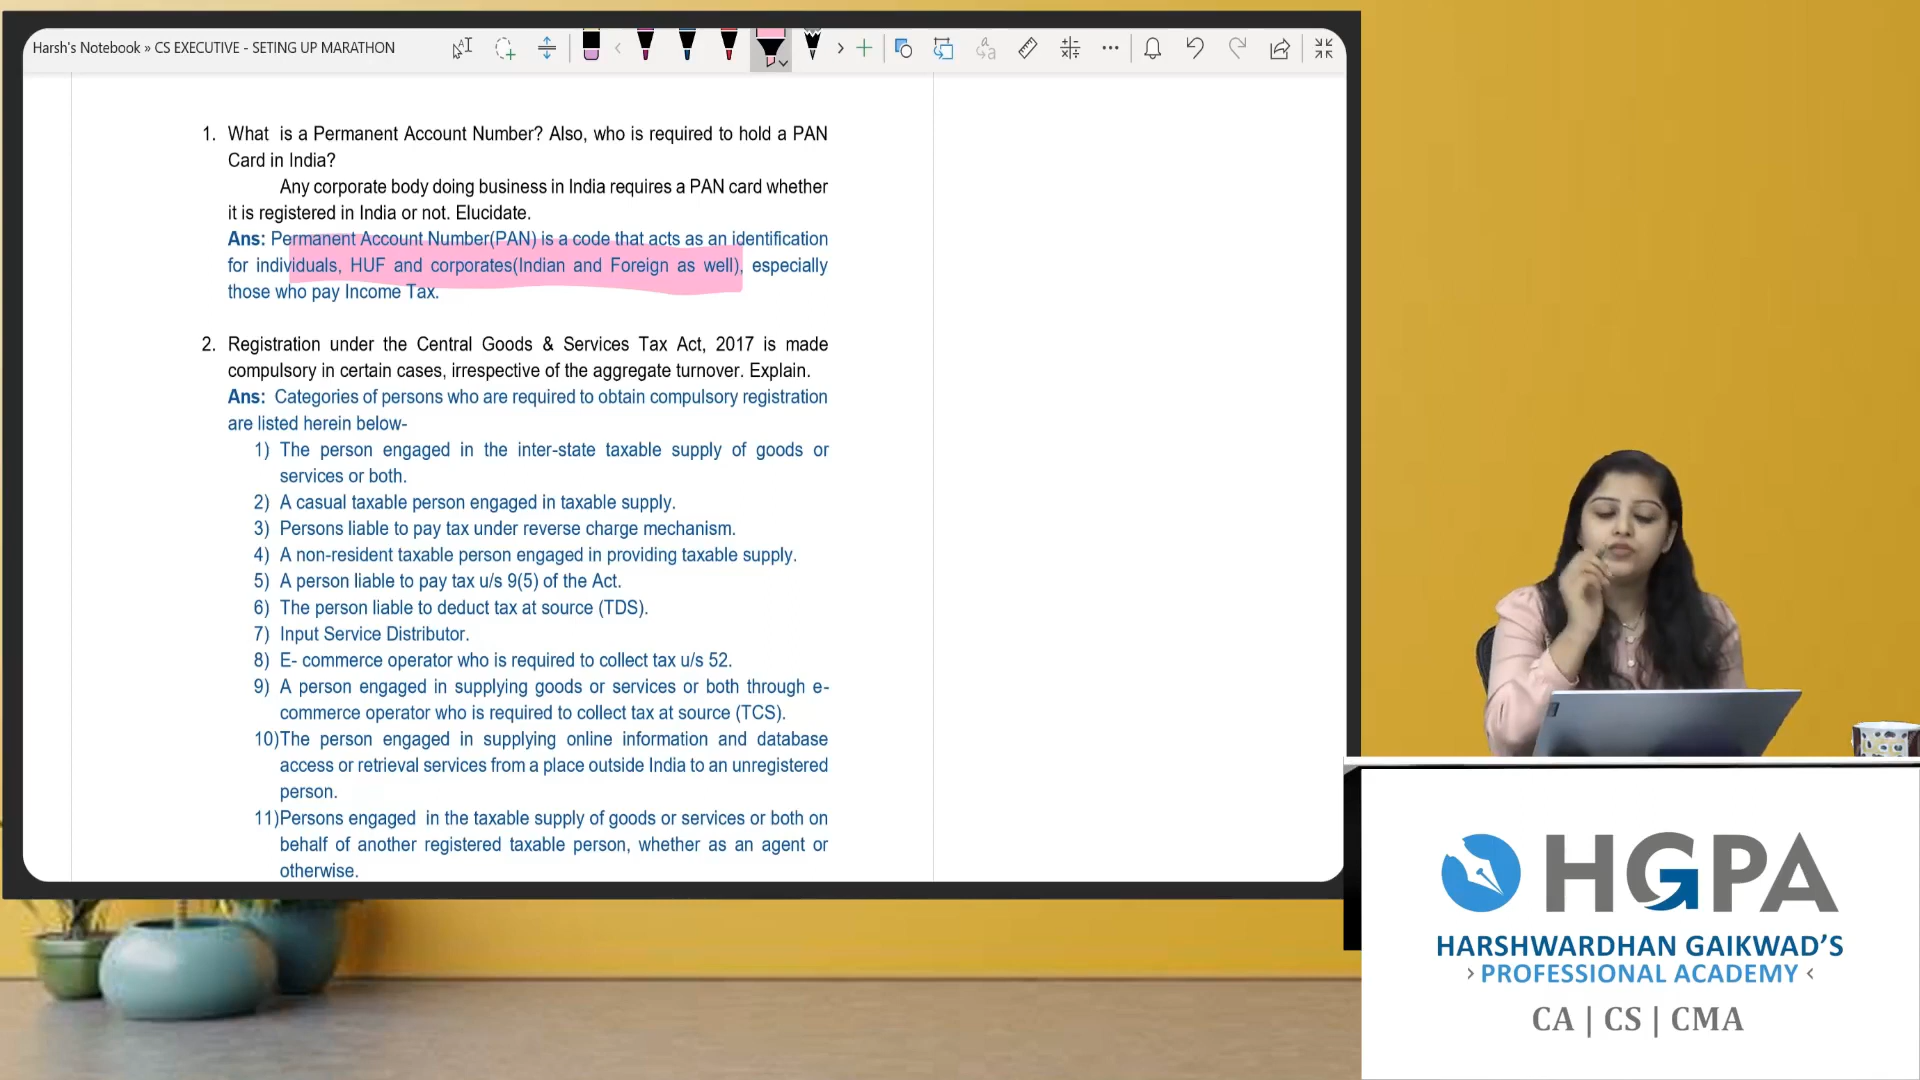 Harsh's Notebook » CS EXECUTIVE - SETING UP MARATHON
1. What is a Permanent Account Number? Also, who is required to hold a PAN
Card in India?
Any corporate body doing business in India requires a PAN card whether
it is registered in India or not. Elucidate.
Ans: Permanent Account Number(PAN) is a code that acts as an identification
for individuals, HUF and corporates(Indian and Foreign as well), especially
those who pay Income Tax.
2. Registration under the Central Goods & Services Tax Act, 2017 is made
compulsory in certain cases, irrespective of the aggregate turnover. Explain.
Ans: Categories of persons who are required to obtain compulsory registration
are listed herein below-
1) The person engaged in the inter-state taxable supply of goods or
services or both.
2) A casual taxable person engaged in taxable supply.
3) Persons liable to pay tax under reverse charge mechanism.
4) A non-resident taxable person engaged in providing taxable supply.
5) A person liable to pay tax u/s 9(5) of the Act.
6) The person liable to deduct tax at source (TDS).
7) Input Service Distributor.
8) E- commerce operator who is required to collect tax u/s 52.
9) A person engaged in supplying goods or services or both through e-
commerce operator who is required to collect tax at source (TCS).
10)The person engaged in supplying online information and database
access or retrieval services from a place outside India to an unregistered
person.
11)Persons engaged in the taxable supply of goods or services or both on
behalf of another registered taxable person, whether as an agent or
otherwise.
HGPA
HARSHWARDHAN GAIKWAD'S
› PROFESSIONAL ACADEMY ‹
CA | CS | CMA